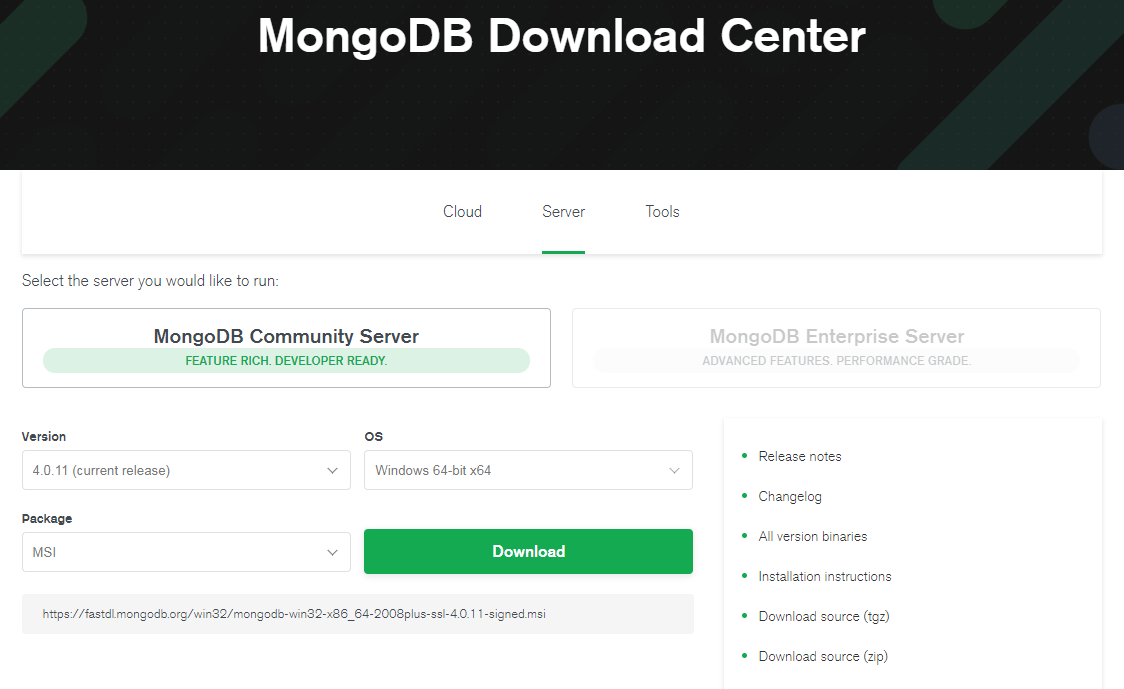 MongoDB Download Center
Cloud Server Tools
Select the server you would like to run:
MongoDB Community Server
FEATURE RICH. DEVELOPER READY.
MongoDB Enterprise Server
ADVANCED FEATURES. PERFORMANCE GRADE.
Version
4.0.11 (current release)
OS
Windows 64-bit x64
Package
MSI
Download
https://fastdl.mongodb.org/win32/mongodb-win32-x86_64-2008plus-ssl-4.0.11-signed.msi
Release notes
Changelog
All version binaries
Installation instructions
Download source (tgz)
Download source (zip)